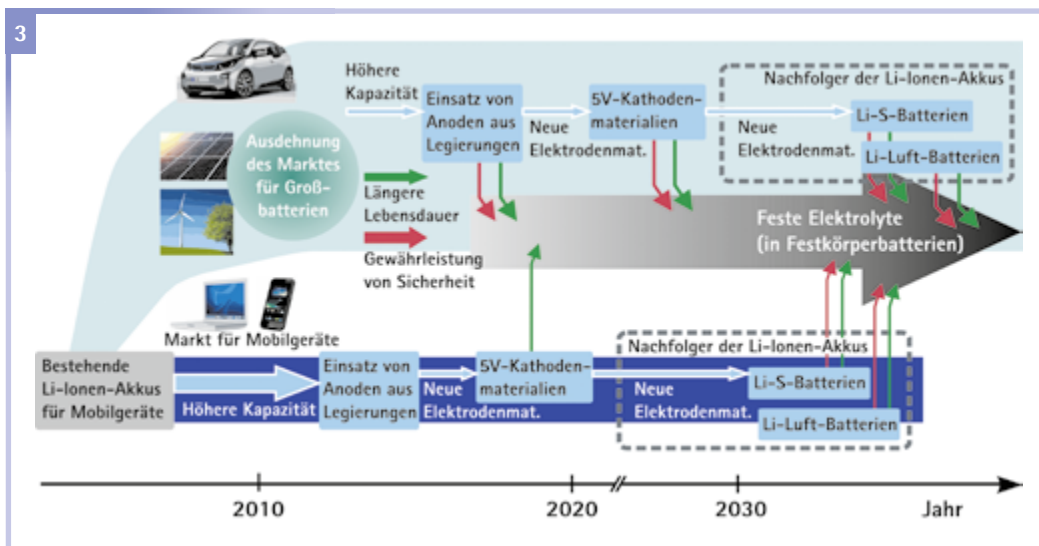 3
Höhere
Kapazität
Einsatz von
Anoden aus
Legierungen
Neue
Elektrodenmat.
5V-Kathoden-
materialien
Neue
Elektrodenmat.
Nachfolger der Li-Ionen-Akkus
Li-S-Batterien
Li-Luft-Batterien
Ausdehnung
des Marktes
für Groß-
batterien
Längere
Lebensdauer
Gewährleistung
von Sicherheit
Feste Elektrolyte
(in Festkörperbatterien)
Markt für Mobilgeräte
Bestehende
Li-Ionen-Akkus
für Mobilgeräte
Höhere Kapazität
Einsatz von
Anoden aus
Legierungen
Neue
Elektrodenmat.
5V-Kathoden-
materialien
Nachfolger der Li-Ionen-Akkus
Neue
Elektrodenmat.
Li-S-Batterien
Li-Luft-Batterien
2010
2020
2030
Jahr